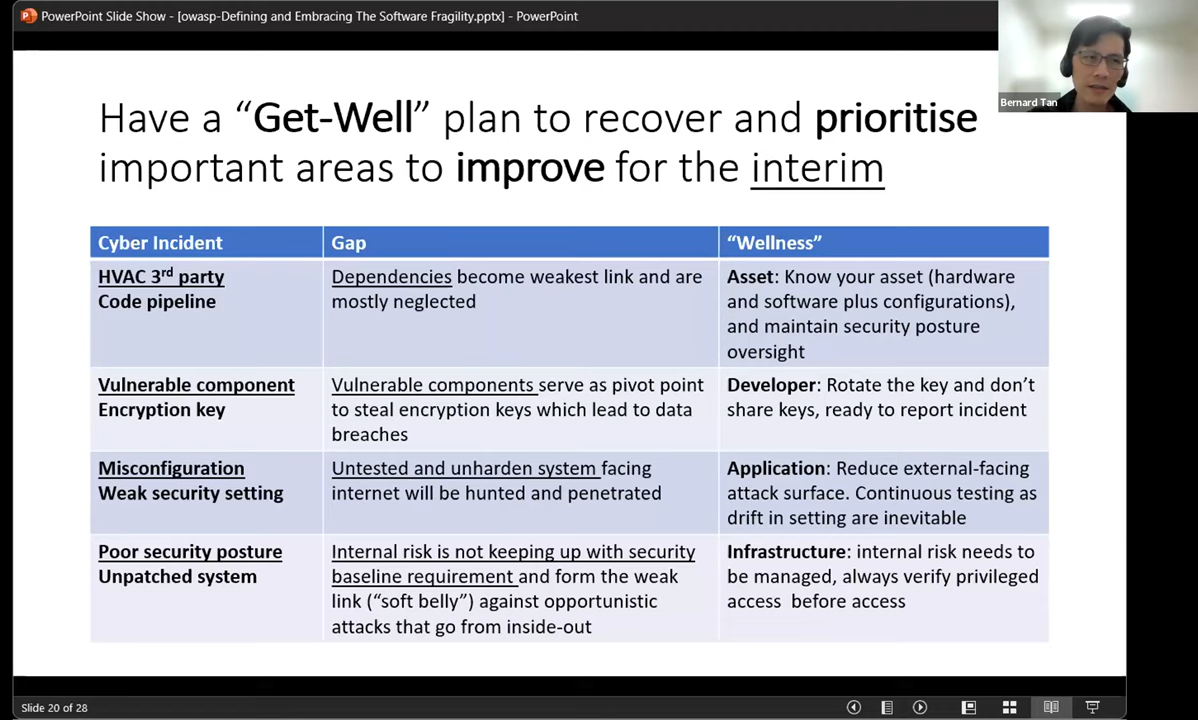 PowerPoint Slide Show - [owasp-Defining and Embracing The Software Fragility.pptx] - PowerPoint
Bernard Tan
Have a “Get-Well” plan to recover and prioritise
important areas to improve for the interim
Cyber Incident
Gap
“Wellness”
HVAC 3rd party
Code pipeline
Dependencies become weakest link and are
mostly neglected
Asset: Know your asset (hardware
and software plus configurations),
and maintain security posture
oversight
Vulnerable component
Encryption key
Vulnerable components serve as pivot point
to steal encryption keys which lead to data
breaches
Developer: Rotate the key and don’t
share keys, ready to report incident
Misconfiguration
Weak security setting
Untested and unharden system facing
internet will be hunted and penetrated
Application: Reduce external-facing
attack surface. Continuous testing as
drift in setting are inevitable
Poor security posture
Unpatched system
Internal risk is not keeping up with security
baseline requirement and form the weak
link (“soft belly”) against opportunistic
attacks that go from inside-out
Infrastructure: internal risk needs to
be managed, always verify privileged
access before access
Slide 20 of 28